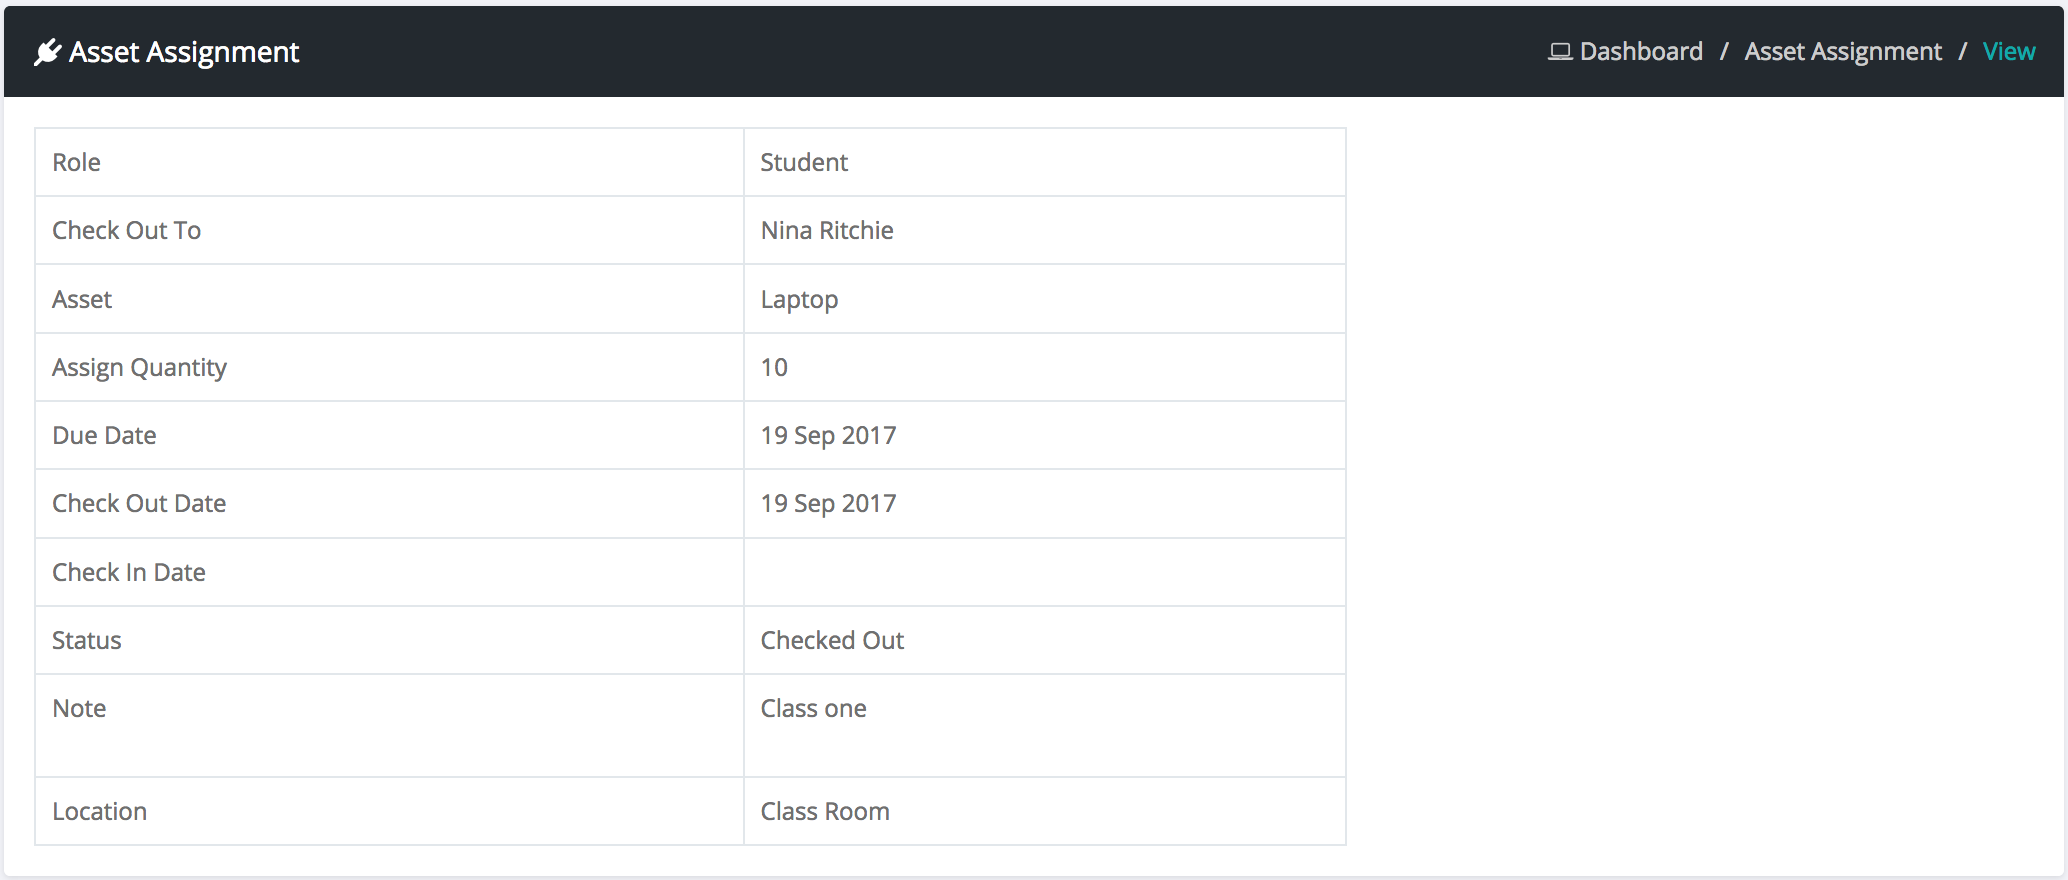 Asset Assignment
Dashboard / Asset Assignment / View
Role Student
Check Out To Nina Ritchie
Asset Laptop
Assign Quantity 10
Due Date 19 Sep 2017
Check Out Date 19 Sep 2017
Check In Date
Status Checked Out
Note Class one
Location Class Room